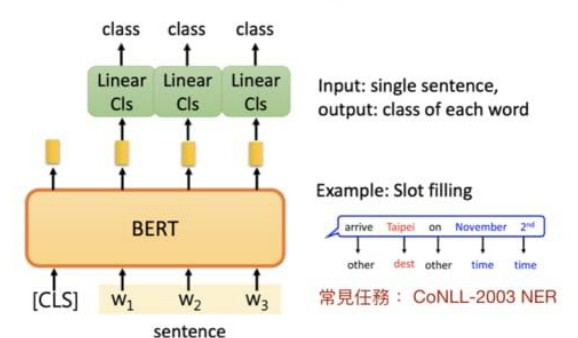 class class class
Linear Cls Linear Cls Linear Cls
Input: single sentence,
output: class of each word
BERT
Example: Slot filling
arrive Taipei on November 2nd
other dest other time time
[CLS] w1 w2 w3
常見任務： CoNLL-2003 NER
sentence